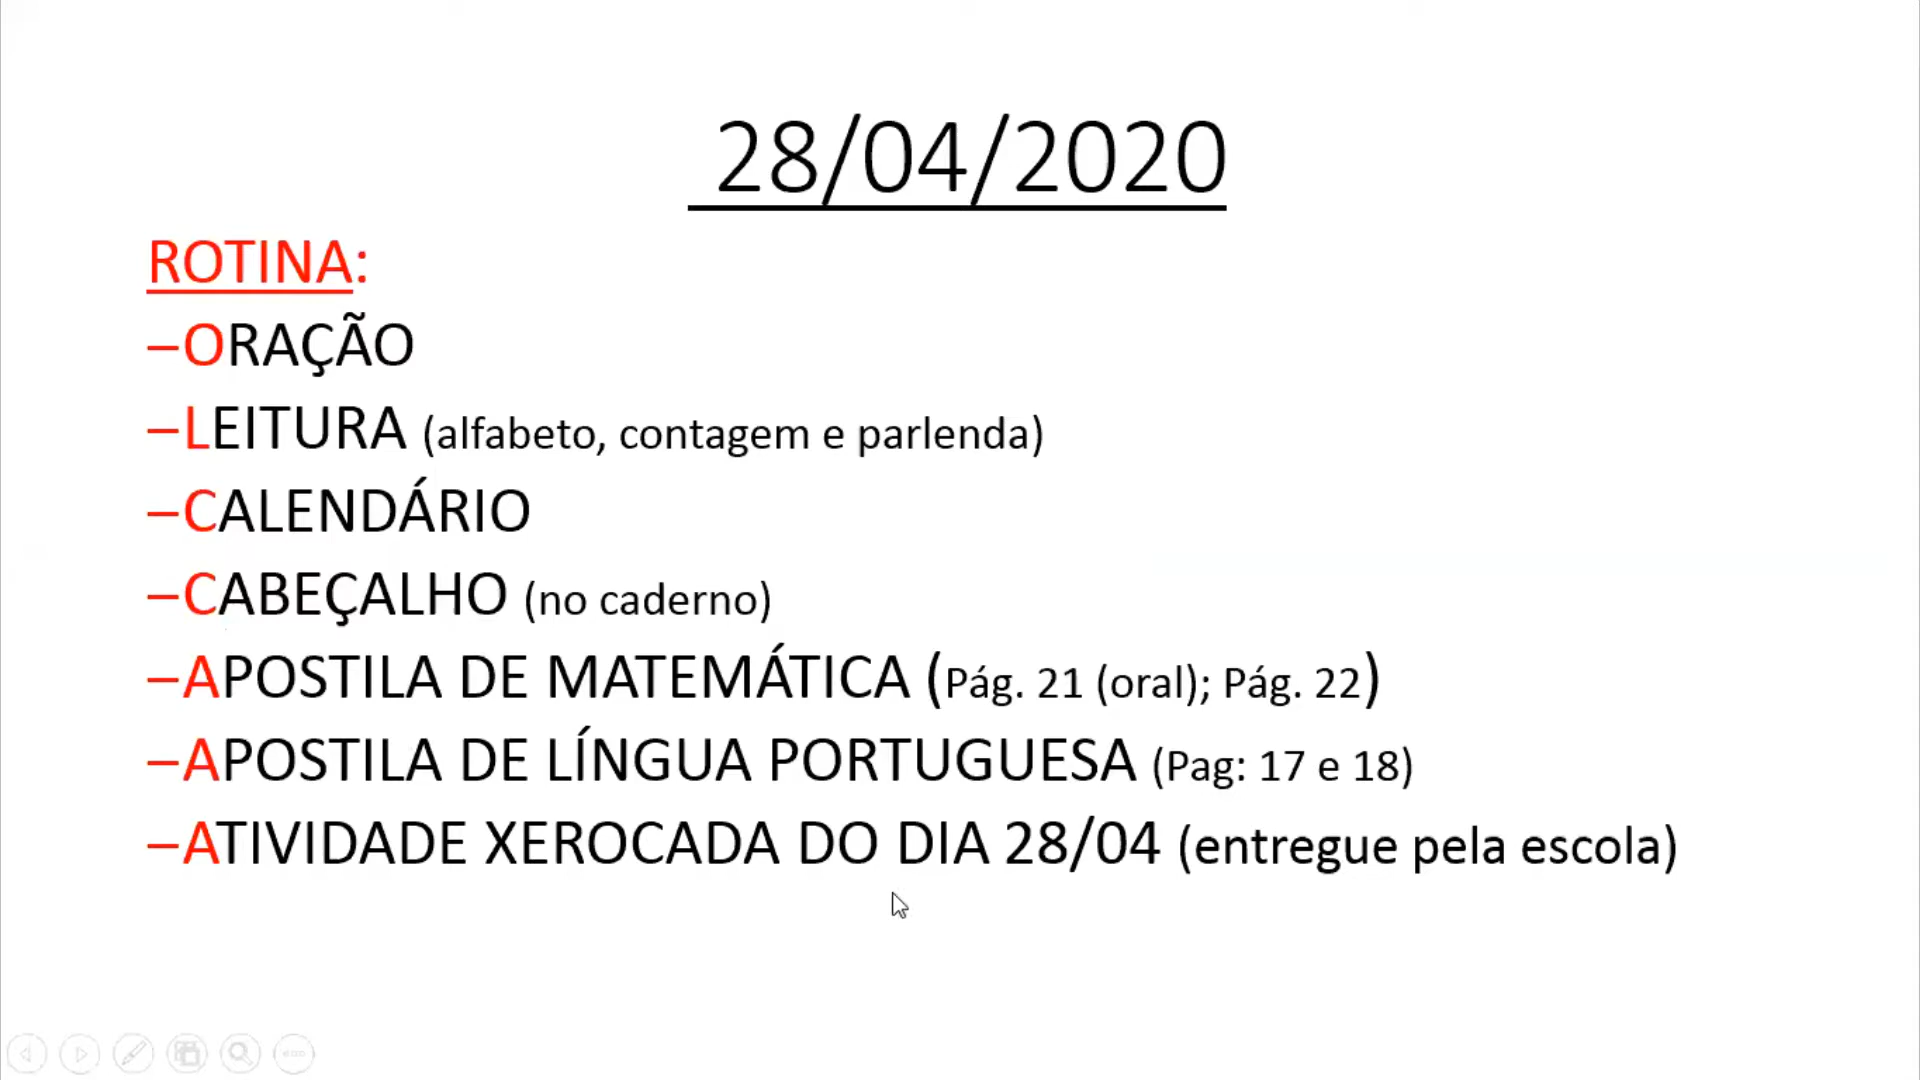 28/04/2020
ROTINA:
–ORAÇÃO
–LEITURA (alfabeto, contagem e parlenda)
–CALENDÁRIO
–CABEÇALHO (no caderno)
–APOSTILA DE MATEMÁTICA (Pág. 21 (oral); Pág. 22)
–APOSTILA DE LÍNGUA PORTUGUESA (Pag: 17 e 18)
–ATIVIDADE XEROCADA DO DIA 28/04 (entregue pela escola)